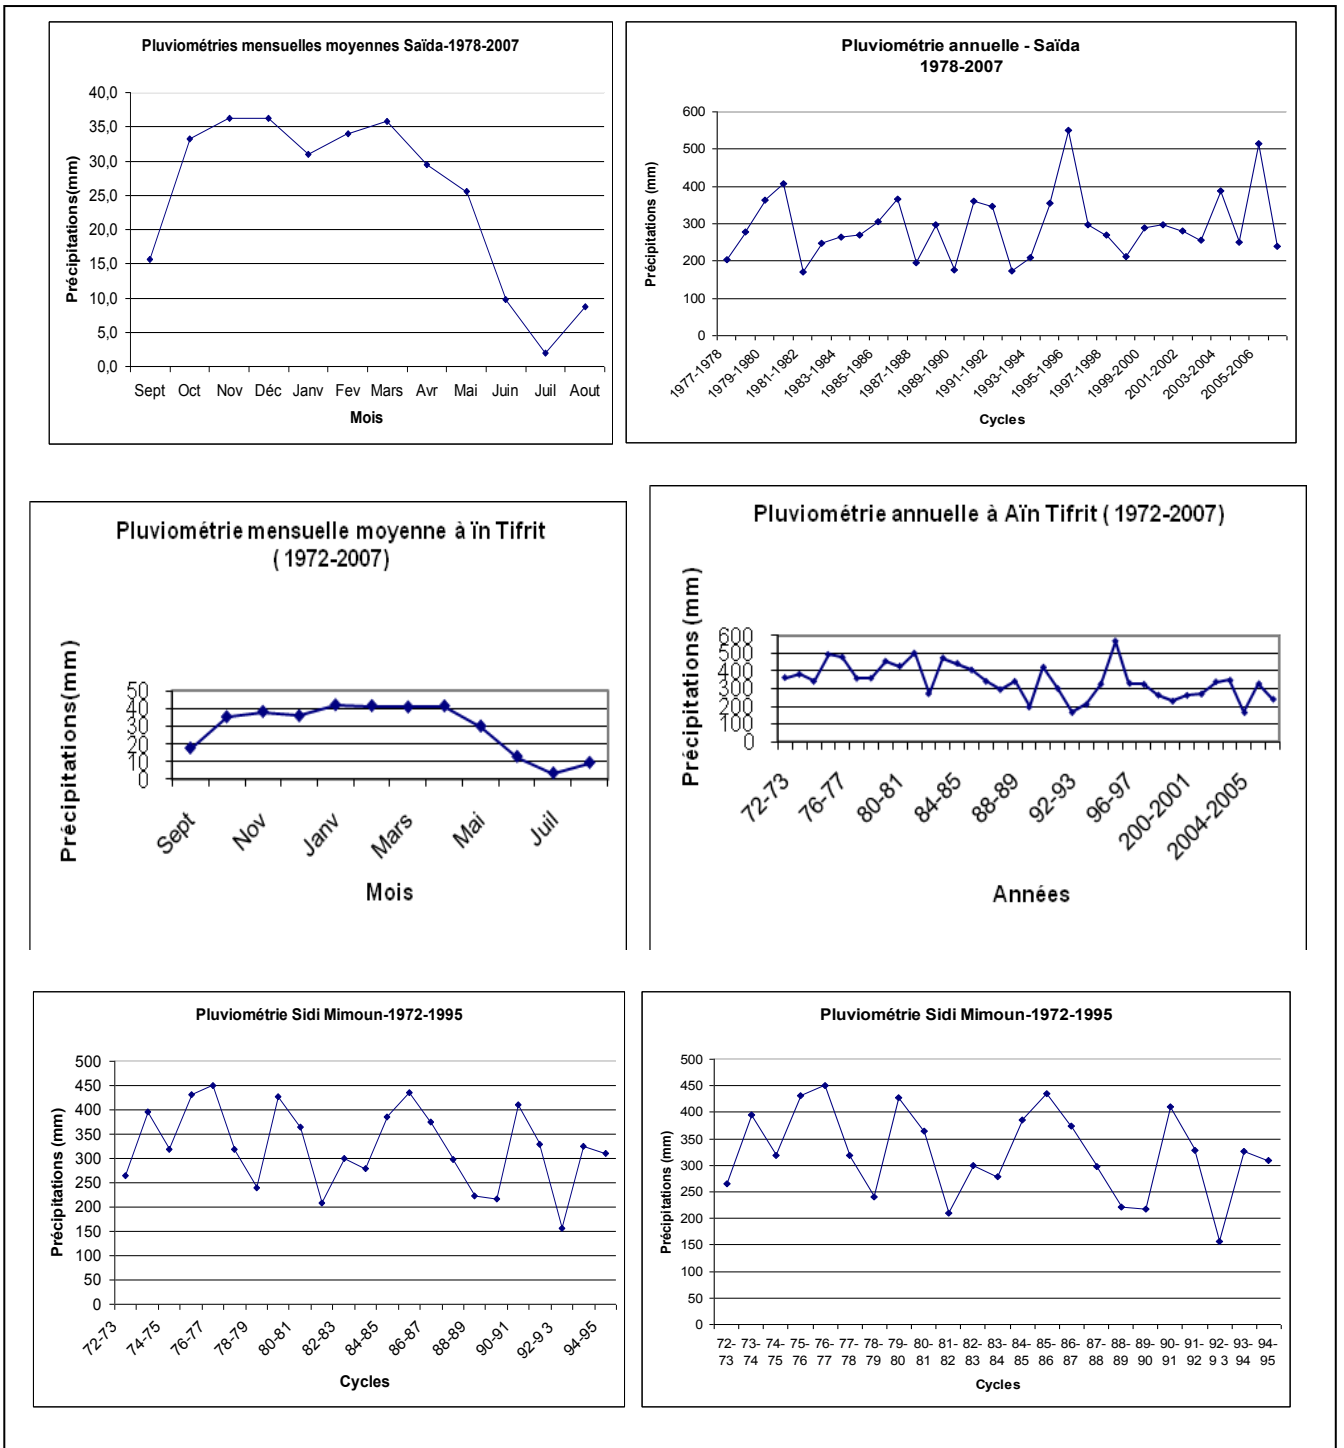 Pluviométries mensuelles moyennes Saïda-1978-2007
Précipitations(mm)
40,0
35,0
30,0
25,0
20,0
15,0
10,0
5,0
0,0
Sept Oct Nov Déc Janv Fev Mars Avr Mai Juin Juil Aout
Mois
Pluviométrie annuelle - Saïda
1978-2007
Précipitations (mm)
600
500
400
300
200
100
0
1977-1978 1979-1980 1981-1982 1983-1984 1985-1986 1987-1988 1989-1990 1991-1992 1993-1994 1995-1996 1997-1998 1999-2000 2001-2002 2003-2004 2005-2006
Cycles
Pluviométrie mensuelle moyenne à ïn Tifrit
( 1972-2007)
Précipitations(mm)
50
40
30
20
10
0
Sept Nov Janv Mars Mai Juil
Mois
Pluviométrie annuelle à Aïn Tifrit ( 1972-2007)
Précipitations (mm)
600
500
400
300
200
100
0
72-73 76-77 80-81 84-85 88-89 92-93 96-97 200-2001 2004-2005
Années
Pluviométrie Sidi Mimoun-1972-1995
Précipitations (mm)
500
450
400
350
300
250
200
150
100
50
0
72-73 74-75 76-77 78-79 80-81 82-83 84-85 86-87 88-89 90-91 92-9 3 94-95
Cycles
Pluviométrie Sidi Mimoun-1972-1995
Précipitations (mm)
500
450
400
350
300
250
200
150
100
50
0
72- 73- 74- 75- 76- 77- 78- 79- 80- 81- 82- 83- 84- 85- 86- 87- 88- 89- 90- 91- 92- 93- 94-
73 74 75 76 77 78 79 80 81 82 83 84 85 86 87 88 89 90 91 92 9 3 94 95
Cycles